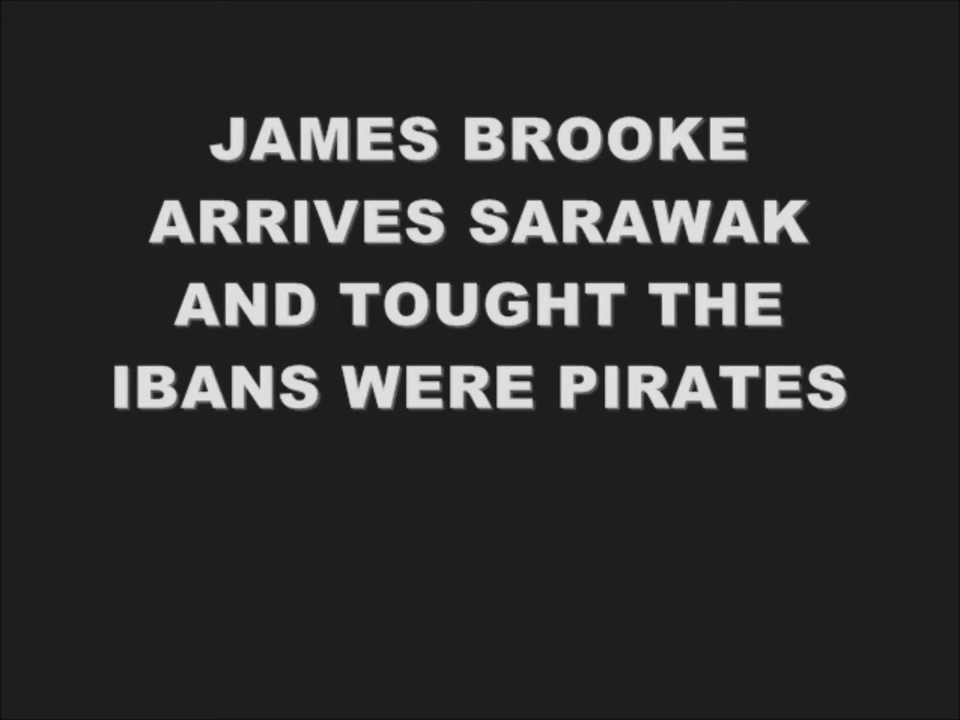 JAMES BROOKE
ARRIVES SARAWAK
AND TOUGHT THE
IBANS WERE PIRATES